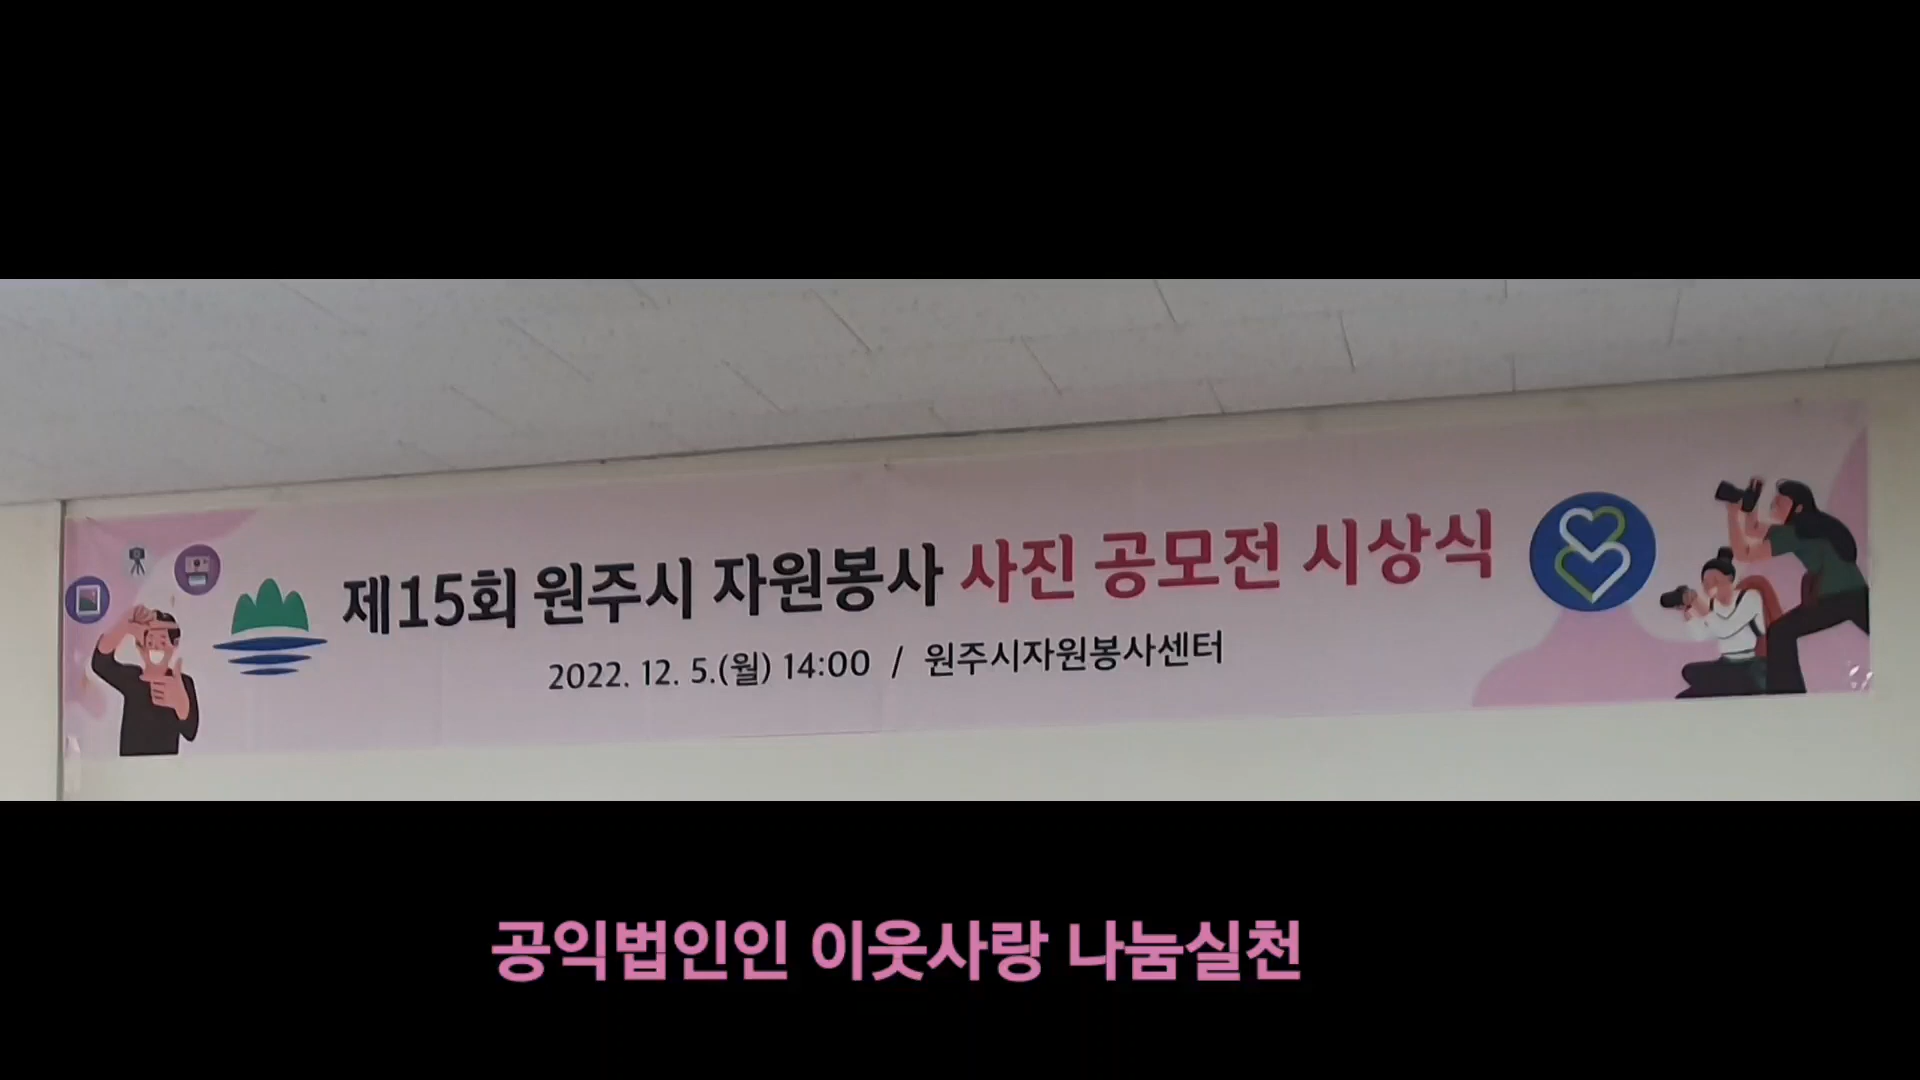 제15회 원주시 자원봉사 사진 공모전 시상식
2022. 12. 5.(월) 14:00 / 원주시자원봉사센터
공익법인인 이웃사랑 나눔실천